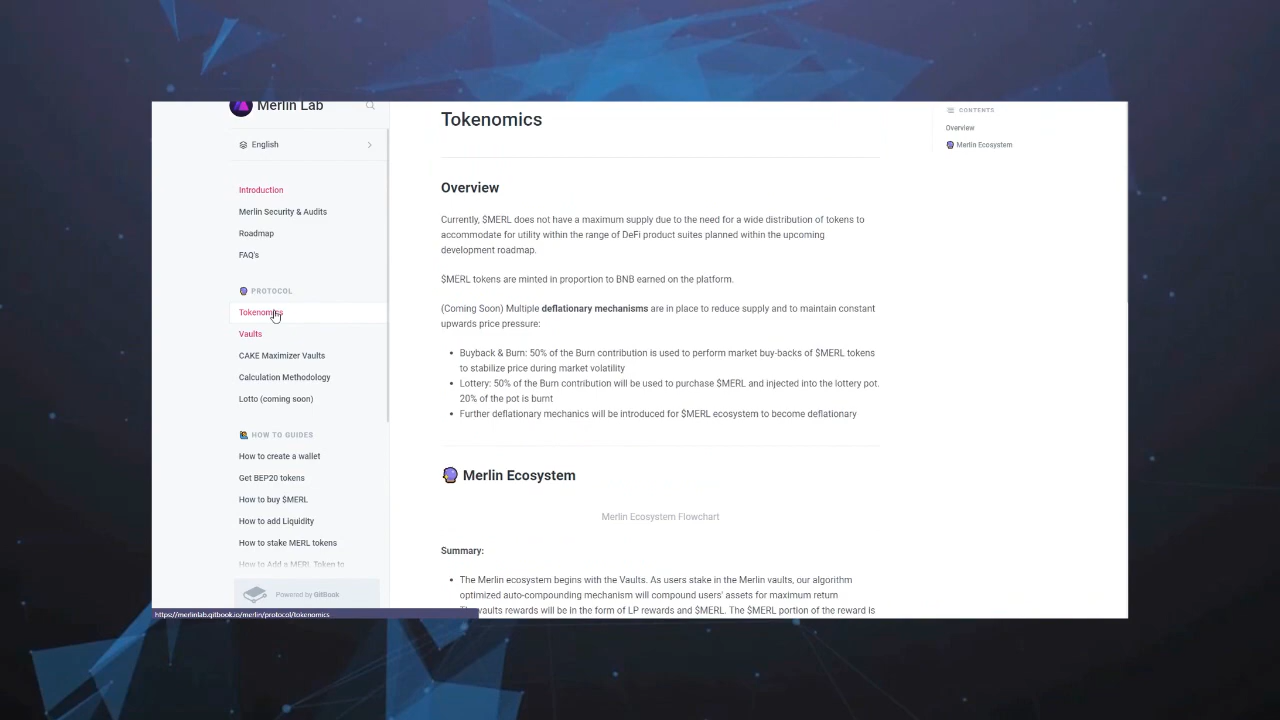 Merlin Lab
English
Introduction
Merlin Security & Audits
Roadmap
FAQ's
PROTOCOL
Tokenomics
Vaults
CAKE Maximizer Vaults
Calculation Methodology
Lotto (coming soon)
HOW TO GUIDES
How to create a wallet
Get BEP20 tokens
How to buy $MERL
How to add Liquidity
How to stake MERL tokens
How to Add a MERL Token to
Powered by GitBook
https://merlinlab.gitbook.io/merlin/protocol/tokenomics
Tokenomics
Overview
Currently, $MERL does not have a maximum supply due to the need for a wide distribution of tokens to
accommodate for utility within the range of DeFi product suites planned within the upcoming
development roadmap.
$MERL tokens are minted in proportion to BNB earned on the platform.
(Coming Soon) Multiple deflationary mechanisms are in place to reduce supply and to maintain constant
upwards price pressure:
• Buyback & Burn: 50% of the Burn contribution is used to perform market buy-backs of $MERL tokens
to stabilize price during market volatility
• Lottery: 50% of the Burn contribution will be used to purchase $MERL and injected into the lottery pot.
20% of the pot is burnt
• Further deflationary mechanics will be introduced for $MERL ecosystem to become deflationary
Merlin Ecosystem
Merlin Ecosystem Flowchart
Summary:
• The Merlin ecosystem begins with the Vaults. As users stake in the Merlin vaults, our algorithm
optimized auto-compounding mechanism will compound users' assets for maximum return
vaults rewards will be in the form of LP rewards and $MERL. The $MERL portion of the reward is
CONTENTS
Overview
Merlin Ecosystem